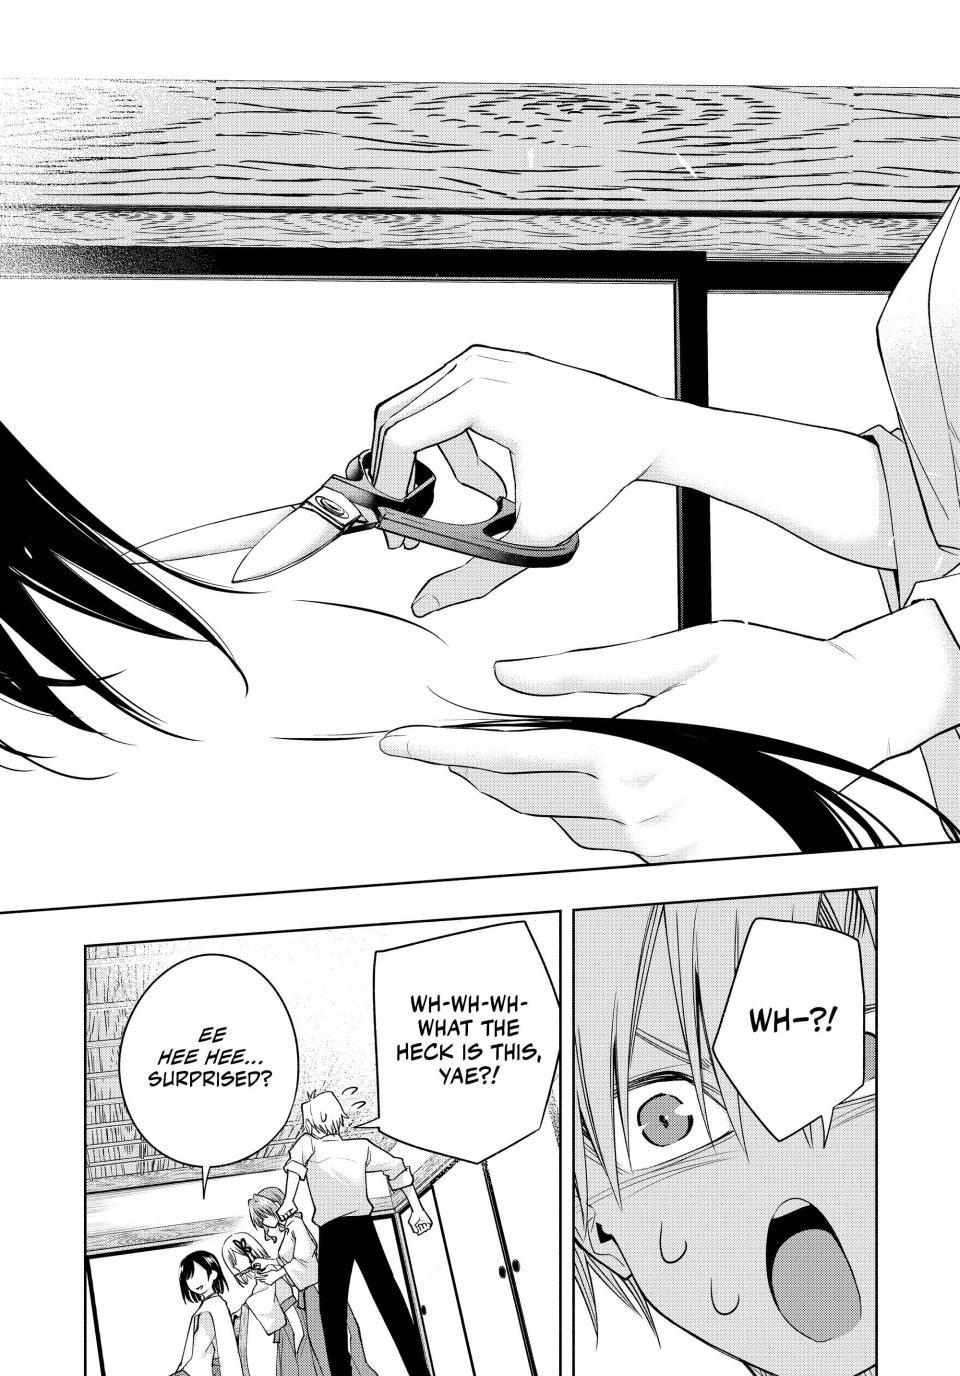 WH-?!
WH-WH-WH-
WHAT THE
HECK IS THIS,
YAE?!
EE
HEE HEE...
SURPRISED?